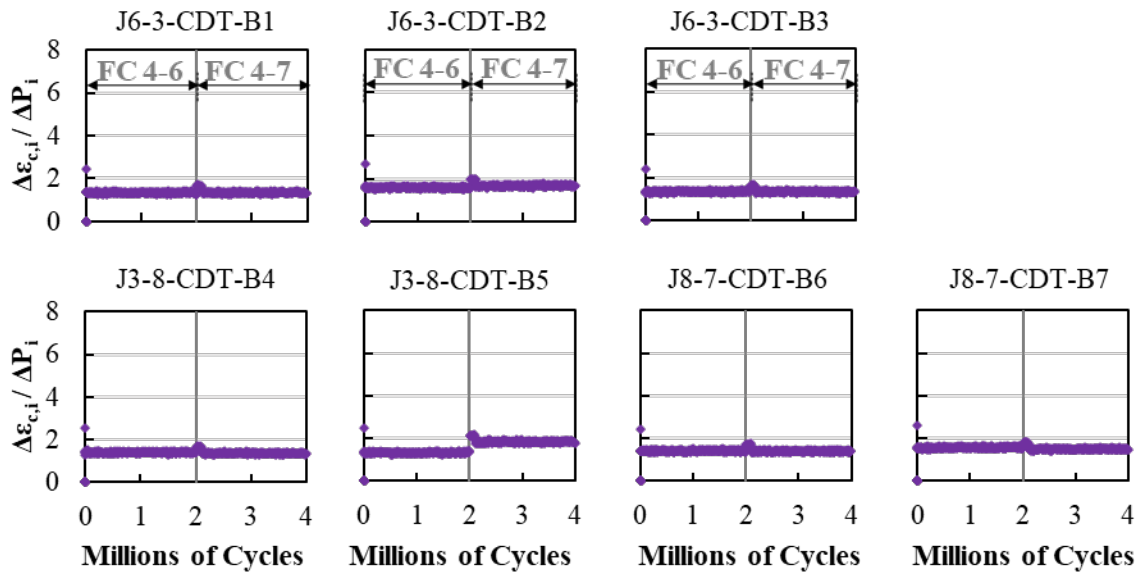 J6-3-CDT-B1 J6-3-CDT-B2 J6-3-CDT-B3
8
FC 4-6 FC 4-7 FC 4-6 FC 4-7 FC 4-6 FC 4-7
6
4
2
0
Δεc,i / ΔPi
J3-8-CDT-B4 J3-8-CDT-B5 J8-7-CDT-B6 J8-7-CDT-B7
8
6
4
2
0
Δεc,i / ΔPi
0 1 2 3 4 0 1 2 3 4 0 1 2 3 4 0 1 2 3 4
Millions of Cycles Millions of Cycles Millions of Cycles Millions of Cycles